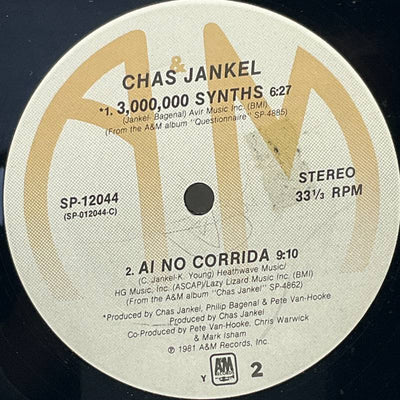 &
CHAS JANKEL
*1. 3,000,000 SYNTHS 6:27
(Jankel- Bagenal) Avir Music Inc. (BMI)
(From the A&M album "Questionnaire" SP-4885)
SP-12044
(SP-012044-C)
STEREO
33 1/3 RPM
2. AI NO CORRIDA 9:10
(C. Jankel-K. Young) Heathwave Music/
HG Music, Inc. (ASCAP)/Lazy Lizard Music Inc. (BMI)
(From the A&M album "Chas Jankel" SP-4862)
*Produced by Chas Jankel, Philip Bagenal & Pete Van-Hooke
Produced by Chas Jankel
Co-Produced by Pete Van-Hooke, Chris Warwick
& Mark Isham
℗ 1981 A&M Records, Inc.
A&M
RECORDS
Y
2